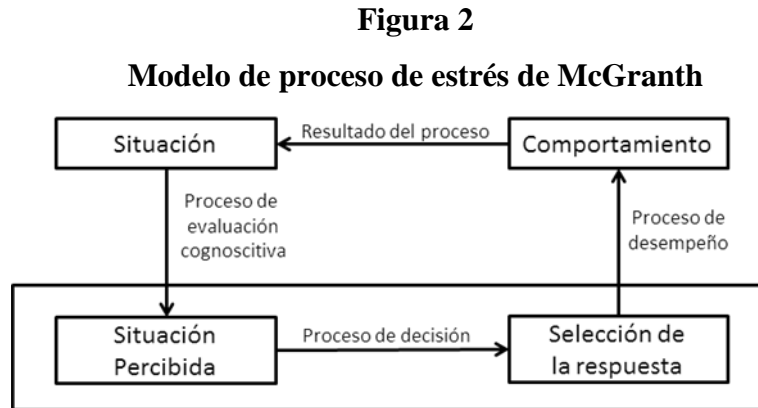 Figura 2
Modelo de proceso de estrés de McGranth
Situación
Resultado del proceso
Comportamiento
Proceso de
evaluación
cognoscitiva
Proceso de
desempeño
Situación
Percibida
Proceso de decisión
Selección de
la respuesta